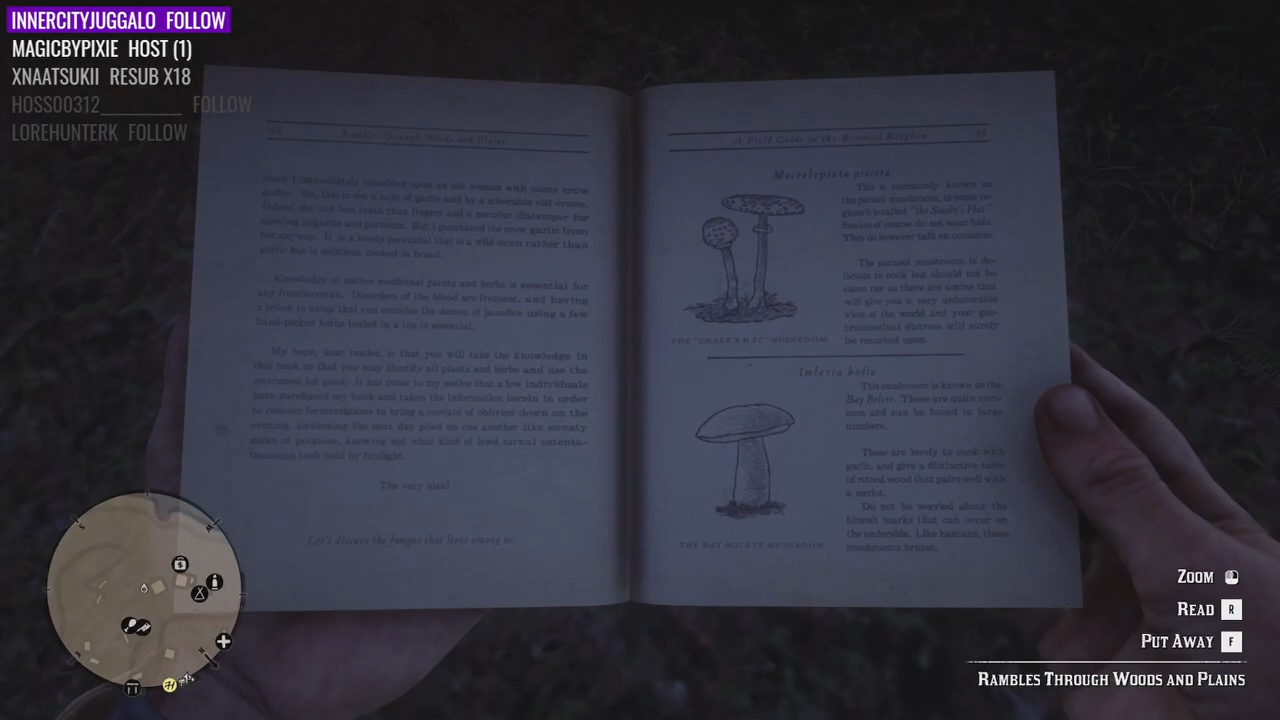 INNERCITYJUGGALO FOLLOW
MAGICBYPIXIE HOST (1)
XNAATSUKII RESUB X18
HOSS00312__________ FOLLOW
LOREHUNTERK FOLLOW
Rambles through Woods and Plains
when I immediately stumbled upon an old woman with some crow
garlic. No, this is not a bulb of garlic sold by a miserable old crone.
Indeed she had less teeth than fingers and a peculiar distemper for
spewing auguries and portents. But I purchased the crow garlic from
her anyway. It is a lovely perennial that is a wild onion rather than
garlic but is delicious cooked in bread.
Knowledge of native medicinal plants and herbs is essential for
any frontiersman. Disorders of the blood are frequent, and having
a fellow in camp that can exorcise the demon of jaundice using a few
hand-picked herbs boiled in a tea is essential.
My hope, dear reader, is that you will take the knowledge in
this book so that you may identify all plants and herbs and use the
awareness for good. It has come to my notice that a few individuals
have purchased my book and taken the information herein in order
to concoct fermentations to bring a curtain of oblivion down on the
evening, awakening the next day piled on one another like sweaty
sacks of potatoes, knowing not what kind of lewd carnal ostenta-
took hold by firelight.
The very idea!
Let's discuss the fungus that lives among us.
A Field Guide to the Botanical Kingdom
Macrolepiota procera
This is commonly known as
the parasol mushroom, in some re-
gions it is called "the Snake's Hat".
Snakes of course do not wear hats.
They do however talk on occasion.
The parasol mushroom is de-
licious to cook but should not be
eaten raw as there are toxins that
will give you a very unfavorable
view of the world and your gas-
trointestinal distress will surely
be remarked upon.
THE "SNAKE'S HAT" MUSHROOM
Imleria badia
This mushroom is known as the
Bay Bolete. These are quite com-
mon and can be found in large
numbers.
These are lovely to cook with
garlic, and give a distinctive taste
of rotted wood that pairs well with
a merlot.
Do not be worried about the
blueish marks that can occur on
the underside. Like humans, these
mushrooms bruise.
THE BAY BOLETE MUSHROOM.
ZOOM
READ R
PUT AWAY F
RAMBLES THROUGH WOODS AND PLAINS